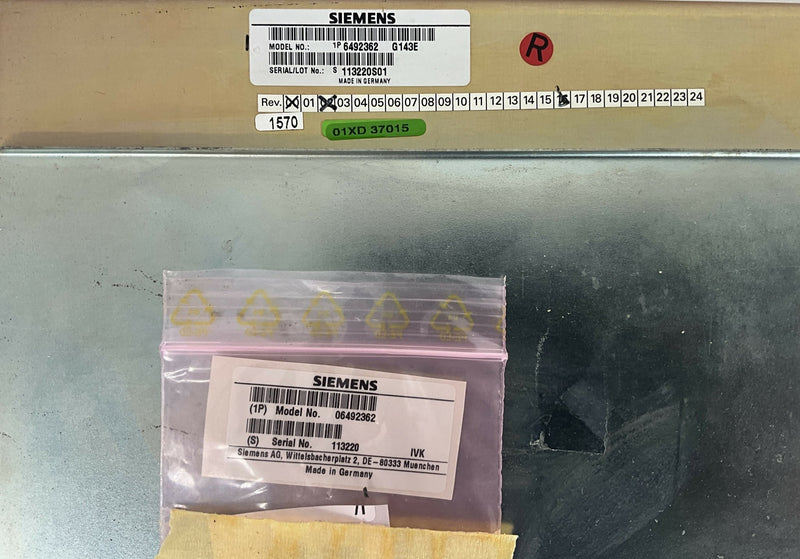 SIEMENS
MODEL NO.: 1P 6492362 G143E
SERIAL/LOT No.: S 113220S01
MADE IN GERMANY
R
Rev. 01 02 03 04 05 06 07 08 09 10 11 12 13 14 15 16 17 18 19 20 21 22 23 24
1570
01XD 37015
SIEMENS
(1P) Model No. 06492362
(S) Serial No. 113220 IVK
Siemens AG, Wittelsbacherplatz 2, DE-80333 Muenchen
Made in Germany